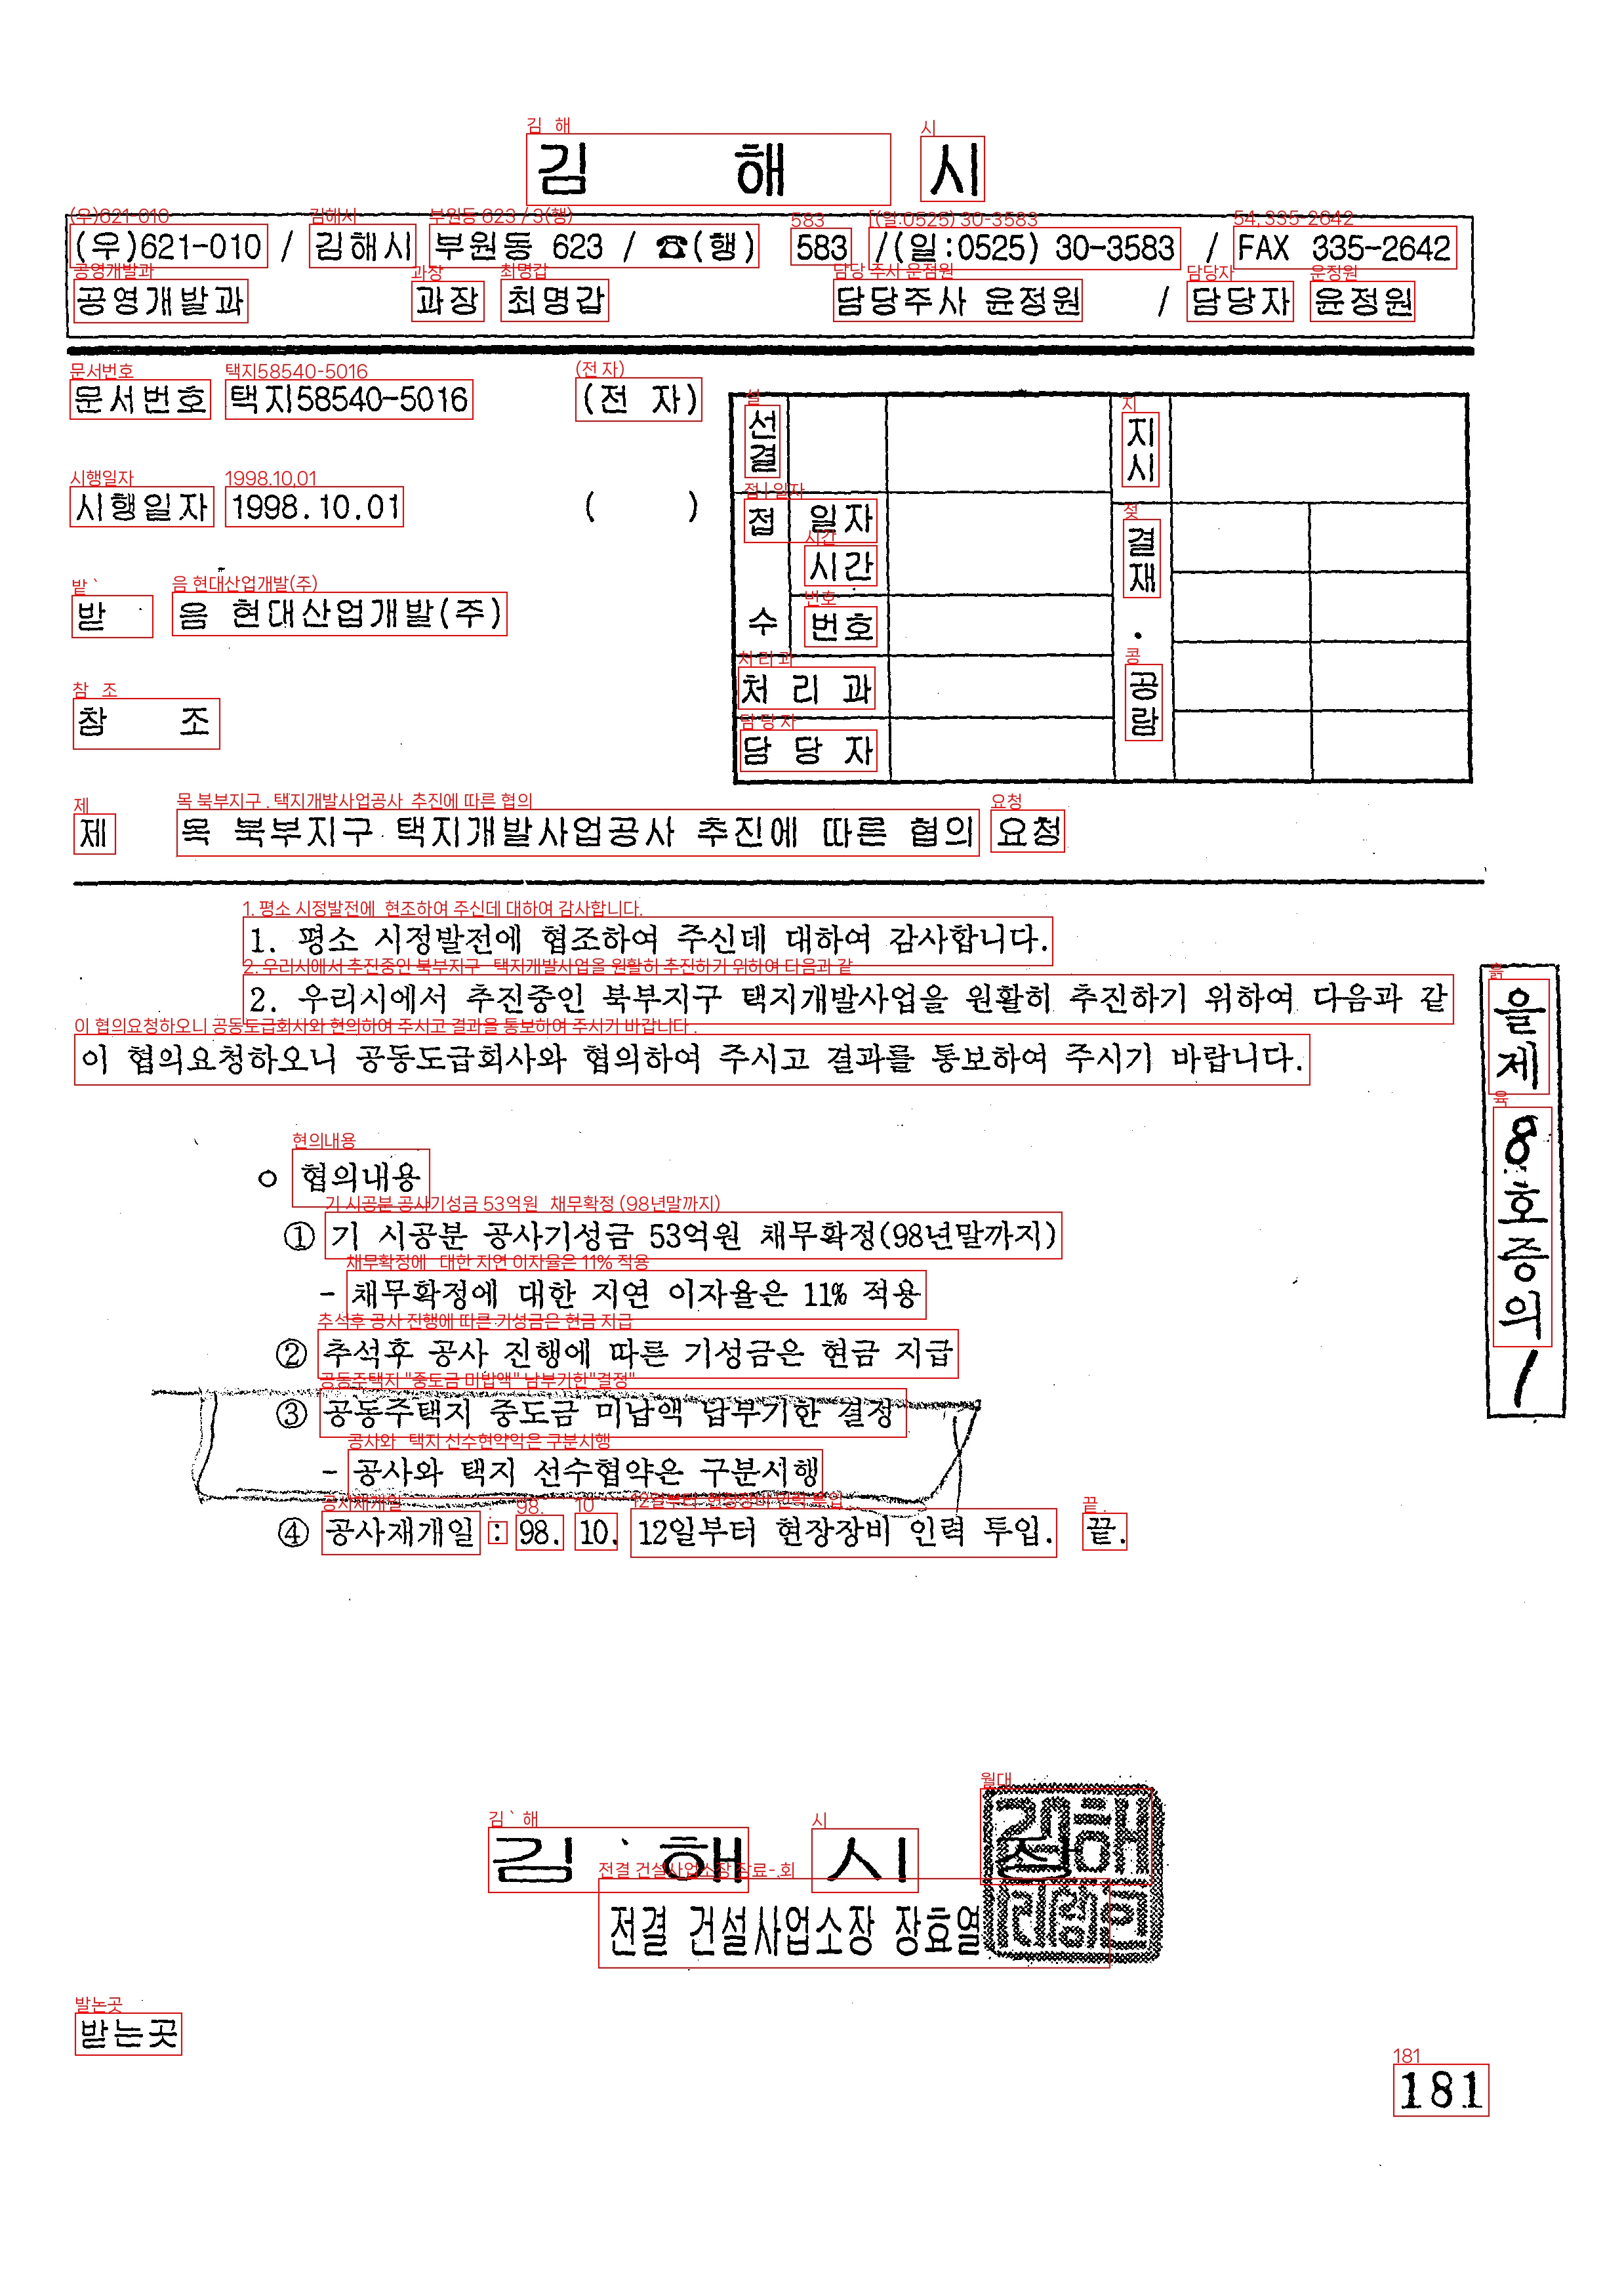 김 해 시
(우)621-010 / 김해시 부원동 623 / ☎(행) 583 /(일:0525) 30-3583 / FAX 335-2642
공영개발과 과장 최명갑 담당주사 윤정원 / 담당자 윤정원
문서번호 택지58540-5016 (전 자)
시행일자 1998.10.01 ( )
받 음 현대산업개발(주)
참 조
선결
지시
접 일자
시간
수 번호
결재 · 공람
처 리 과
담 당 자
제 목 북부지구 택지개발사업공사 추진에 따른 협의 요청
1. 평소 시정발전에 협조하여 주신데 대하여 감사합니다.
2. 우리시에서 추진중인 북부지구 택지개발사업을 원활히 추진하기 위하여 다음과 같
이 협의요청하오니 공동도급회사와 협의하여 주시고 결과를 통보하여 주시기 바랍니다.
을제 8호증의 1
○ 협의내용
① 기 시공분 공사기성금 53억원 채무확정(98년말까지)
- 채무확정에 대한 지연 이자율은 11% 적용
② 추석후 공사 진행에 따른 기성금은 현금 지급
③ 공동주택지 중도금 미납액 납부기한 결정
- 공사와 택지 선수협약은 구분시행
④ 공사재개일 : 98. 10. 12일부터 현장장비 인력 투입. 끝.
김 해 시 장
전결 건설사업소장 장효열
받는곳
181